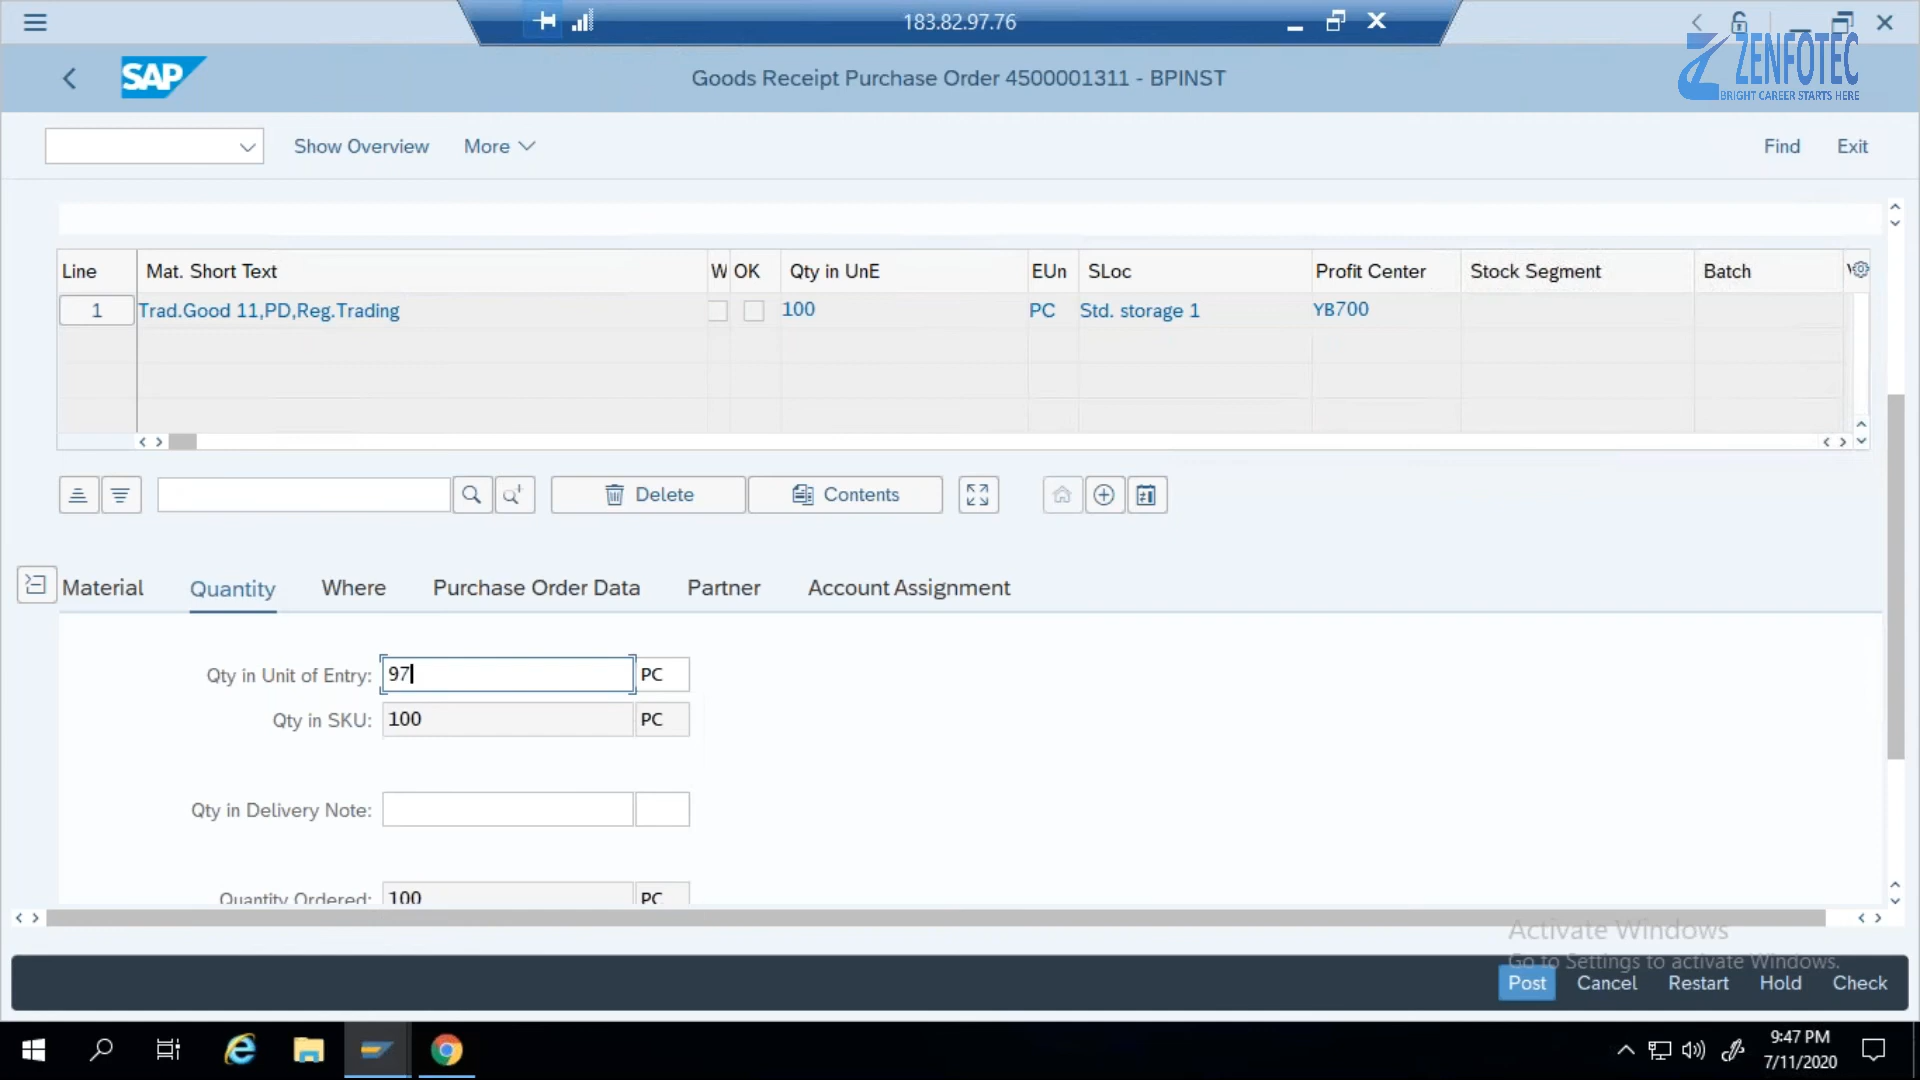 183.82.97.76
SAP
Goods Receipt Purchase Order 4500001311 - BPINST
ZENFOTEC
BRIGHT CAREER STARTS HERE
Show Overview More Find Exit
Line Mat. Short Text W OK Qty in UnE EUn SLoc Profit Center Stock Segment Batch
1 Trad.Good 11,PD,Reg.Trading 100 PC Std. storage 1 YB700
Delete Contents
Material Quantity Where Purchase Order Data Partner Account Assignment
Qty in Unit of Entry: 97 PC
Qty in SKU: 100 PC
Qty in Delivery Note:
Quantity Ordered: 100 PC
Activate Windows
Go to Settings to activate Windows.
Post Cancel Restart Hold Check
9:47 PM
7/11/2020